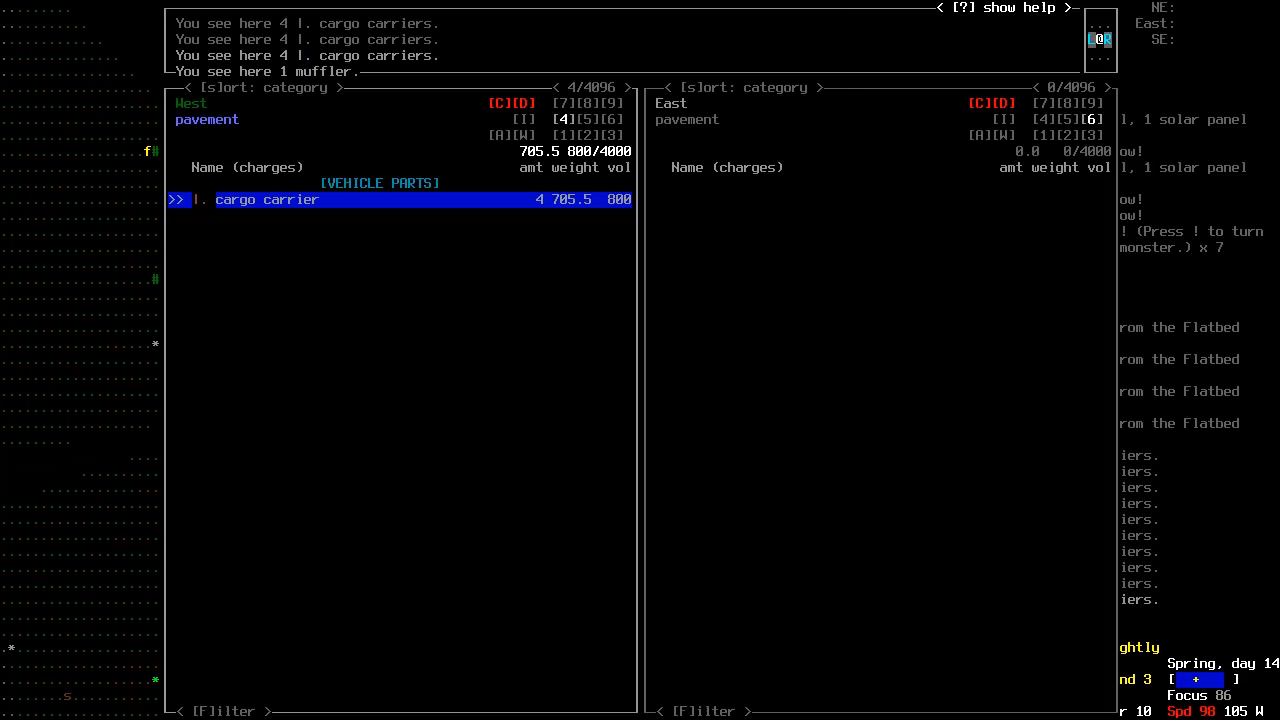 < [?] show help >
NE:
East:
SE:
You see here 4 l. cargo carriers.
You see here 4 l. cargo carriers.
You see here 4 l. cargo carriers.
You see here 1 muffler.
...
L@R
...
< [s]ort: category > < 4/4096 >
West [C][D] [7][8][9]
pavement [I] [4][5][6]
[A][W] [1][2][3]
705.5 800/4000
Name (charges) amt weight vol
[VEHICLE PARTS]
>> l. cargo carrier 4 705.5 800
< [F]ilter >
< [s]ort: category > < 0/4096 >
East [C][D] [7][8][9]
pavement [I] [4][5][6]
[A][W] [1][2][3]
0.0 0/4000
Name (charges) amt weight vol
< [F]ilter >
l, 1 solar panel
ow!
l, 1 solar panel
ow!
ow!
! (Press ! to turn
monster.) x 7
rom the Flatbed
rom the Flatbed
rom the Flatbed
rom the Flatbed
iers.
iers.
iers.
iers.
iers.
iers.
iers.
iers.
iers.
iers.
ghtly
Spring, day 14
nd 3 [ + ]
Focus 86
r 10 Spd 98 105 W
f#
#
*
*
*
s